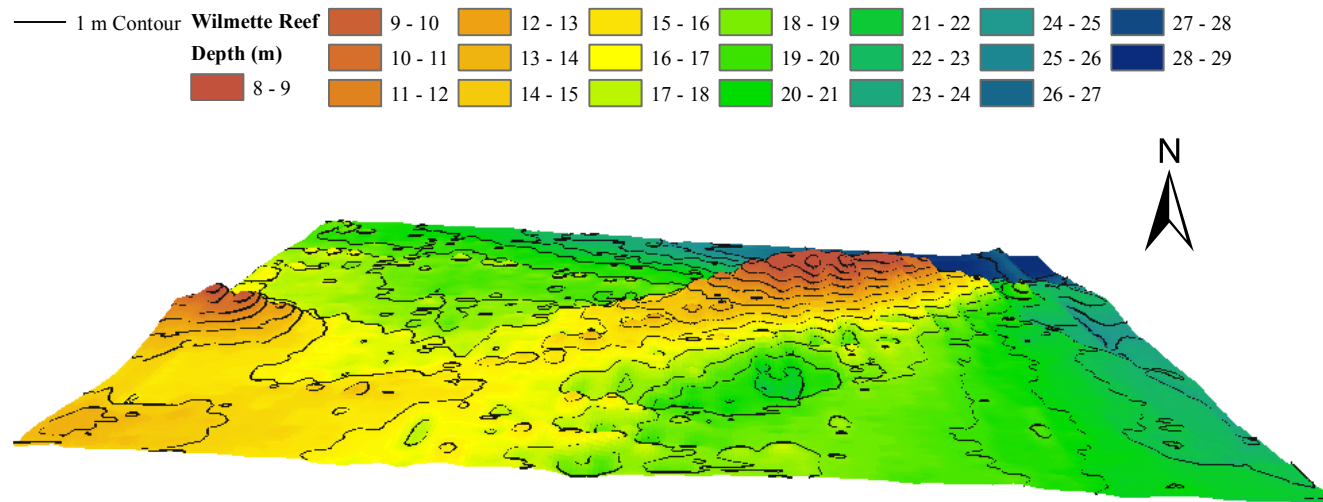 1 m Contour Wilmette Reef 9 - 10 12 - 13 15 - 16 18 - 19 21 - 22 24 - 25 27 - 28
Depth (m) 10 - 11 13 - 14 16 - 17 19 - 20 22 - 23 25 - 26 28 - 29
8 - 9 11 - 12 14 - 15 17 - 18 20 - 21 23 - 24 26 - 27
N